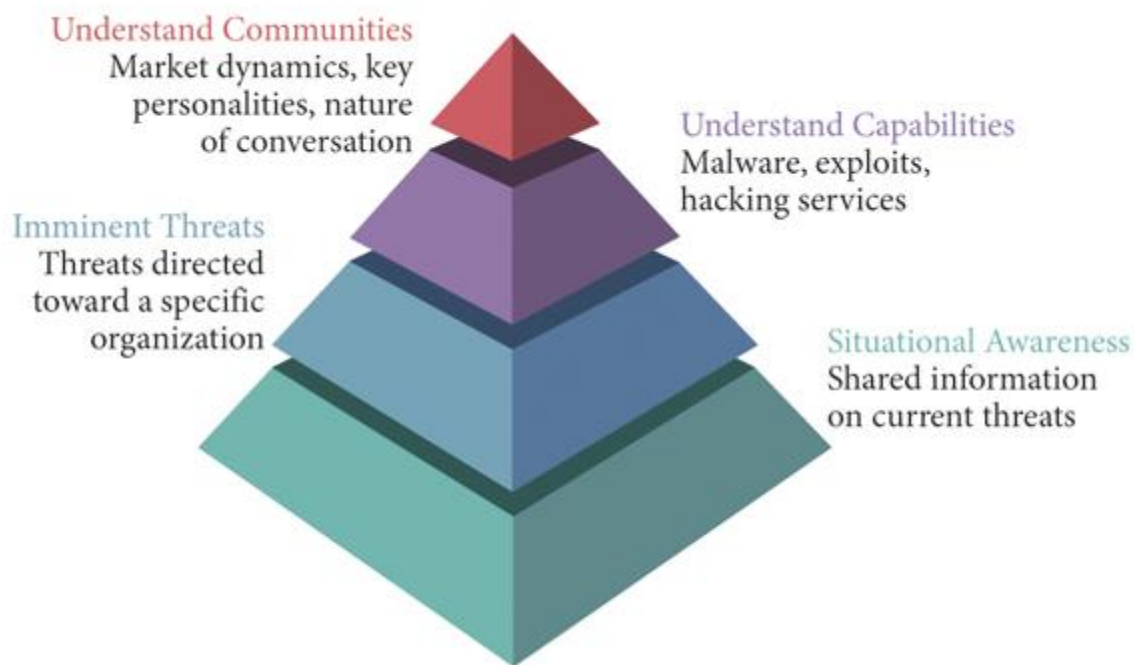 Understand Communities
Market dynamics, key
personalities, nature
of conversation
Understand Capabilities
Malware, exploits,
hacking services
Imminent Threats
Threats directed
toward a specific
organization
Situational Awareness
Shared information
on current threats